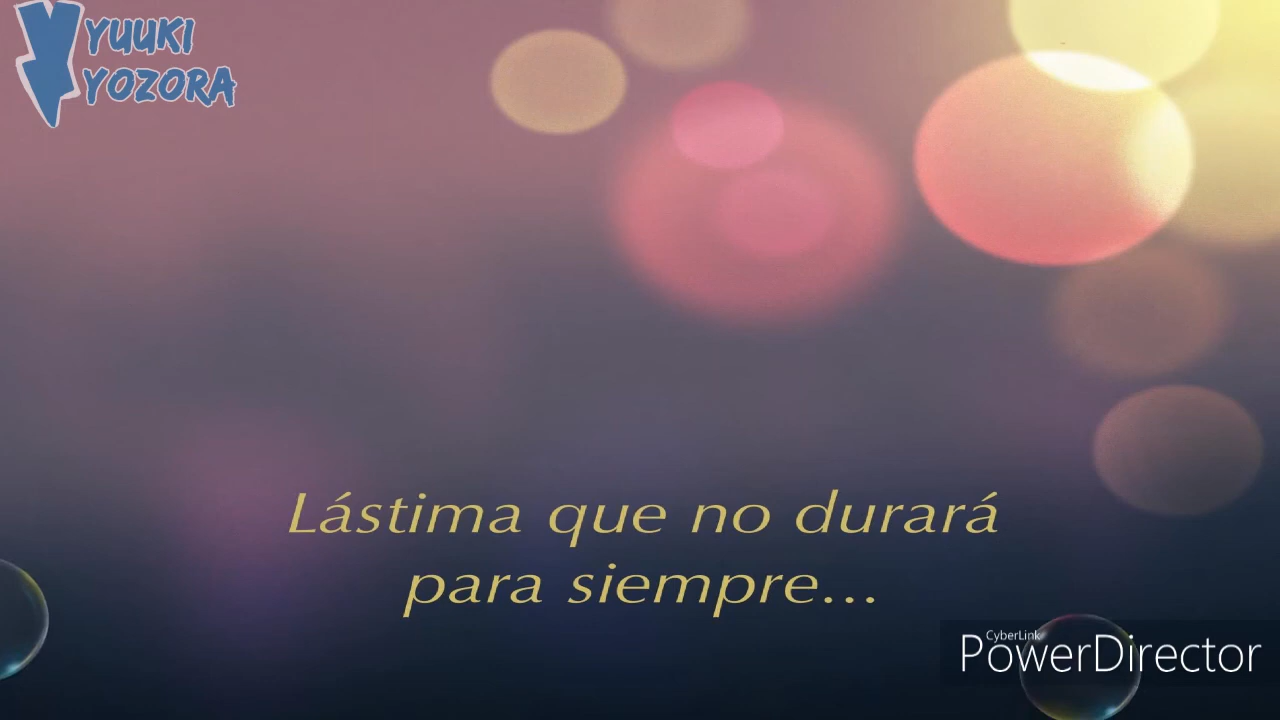 YUUKI
YOZORA
Lástima que no durará
para siempre...
CyberLink
PowerDirector